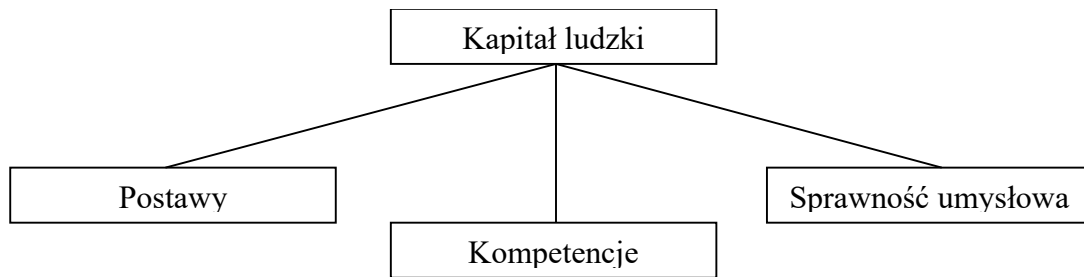 Kapitał ludzki
Postawy
Sprawność umysłowa
Kompetencje